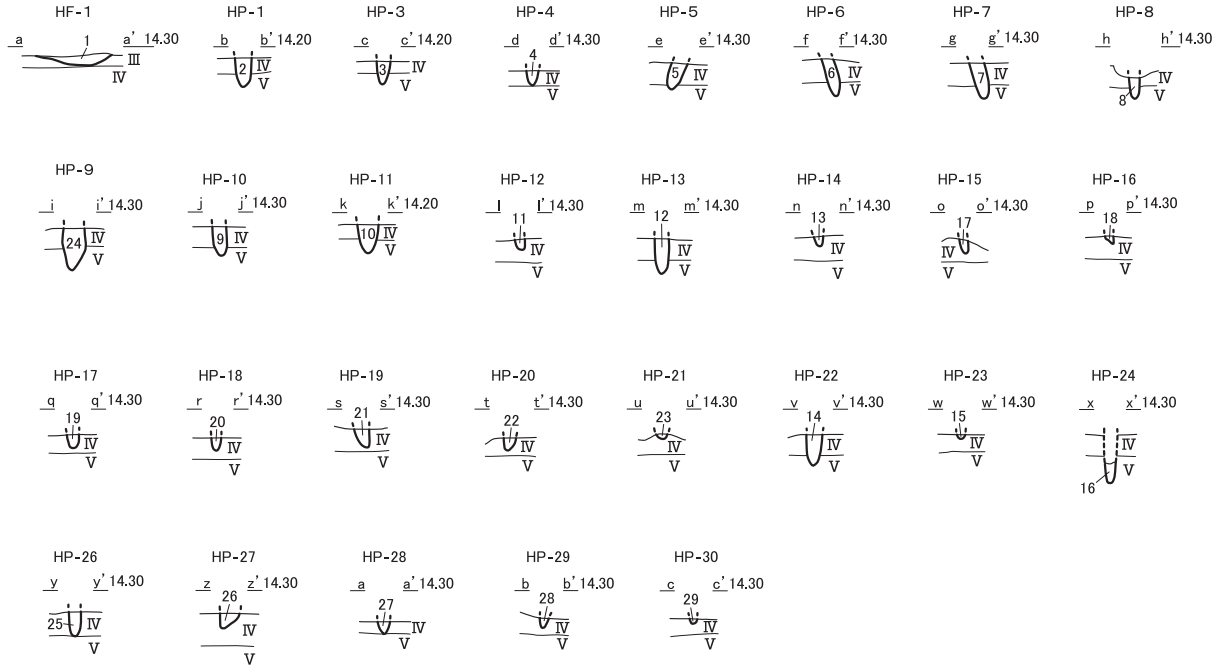 HF-1 HP-1 HP-3 HP-4 HP-5 HP-6 HP-7 HP-8
a 1 a' 14.30 b b' 14.20 c c' 14.20 d 4 d' 14.30 e e' 14.30 f f' 14.30 g g' 14.30 h h' 14.30
III IV 2 IV V 3 IV V IV V 5 IV V 6 IV V 7 IV V 8 IV V
HP-9 HP-10 HP-11 HP-12 HP-13 HP-14 HP-15 HP-16
i i' 14.30 j j' 14.30 k k' 14.20 l l' 14.30 m m' 14.30 n n' 14.30 o o' 14.30 p p' 14.30
24 IV V 9 IV V 10 IV V 11 IV V 12 IV V 13 IV V 17 IV V 18 IV V
HP-17 HP-18 HP-19 HP-20 HP-21 HP-22 HP-23 HP-24
q q' 14.30 r r' 14.30 s s' 14.30 t t' 14.30 u u' 14.30 v v' 14.30 w w' 14.30 x x' 14.30
19 IV V 20 IV V 21 IV V 22 IV V 23 IV V 14 IV V 15 IV V 16 IV V
HP-26 HP-27 HP-28 HP-29 HP-30
y y' 14.30 z z' 14.30 a a' 14.30 b b' 14.30 c c' 14.30
25 IV V 26 IV V 27 IV V 28 IV V 29 IV V